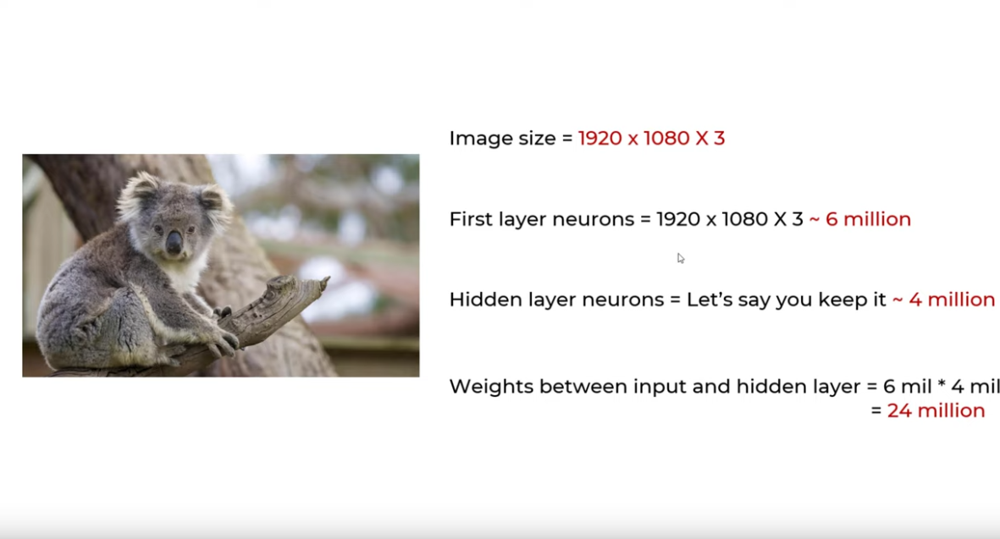 Image size = 1920 x 1080 X 3
First layer neurons = 1920 x 1080 X 3 ~ 6 million
Hidden layer neurons = Let's say you keep it ~ 4 million
Weights between input and hidden layer = 6 mil * 4 mil
= 24 million